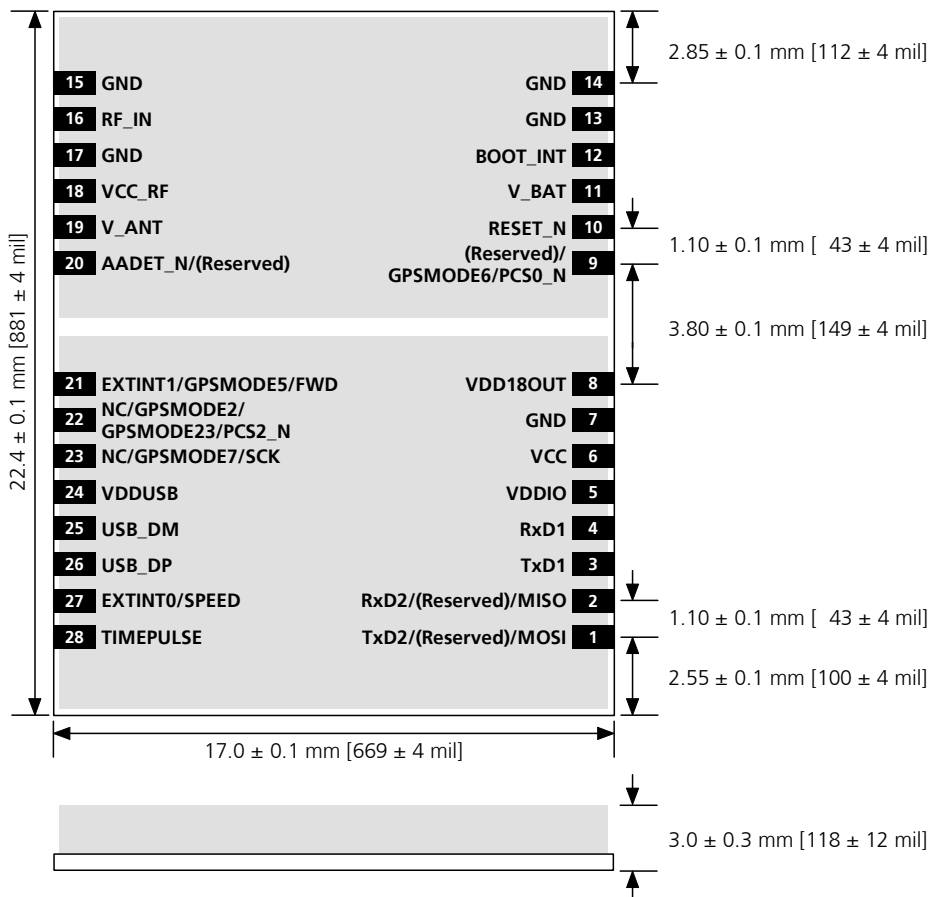 2.85 ± 0.1 mm [112 ± 4 mil]
15 GND
GND 14
16 RF_IN
GND 13
17 GND
BOOT_INT 12
18 VCC_RF
V_BAT 11
19 V_ANT
RESET_N 10
1.10 ± 0.1 mm [ 43 ± 4 mil]
20 AADET_N/(Reserved)
(Reserved)/
GPSMODE6/PCS0_N
9
3.80 ± 0.1 mm [149 ± 4 mil]
22.4 ± 0.1 mm [881 ± 4 mil]
21 EXTINT1/GPSMODE5/FWD
VDD18OUT 8
22 NC/GPSMODE2/
GPSMODE23/PCS2_N
GND 7
23 NC/GPSMODE7/SCK
VCC 6
24 VDDUSB
VDDIO 5
25 USB_DM
RxD1 4
26 USB_DP
TxD1 3
27 EXTINT0/SPEED
RxD2/(Reserved)/MISO 2
1.10 ± 0.1 mm [ 43 ± 4 mil]
28 TIMEPULSE
TxD2/(Reserved)/MOSI 1
2.55 ± 0.1 mm [100 ± 4 mil]
17.0 ± 0.1 mm [669 ± 4 mil]
3.0 ± 0.3 mm [118 ± 12 mil]